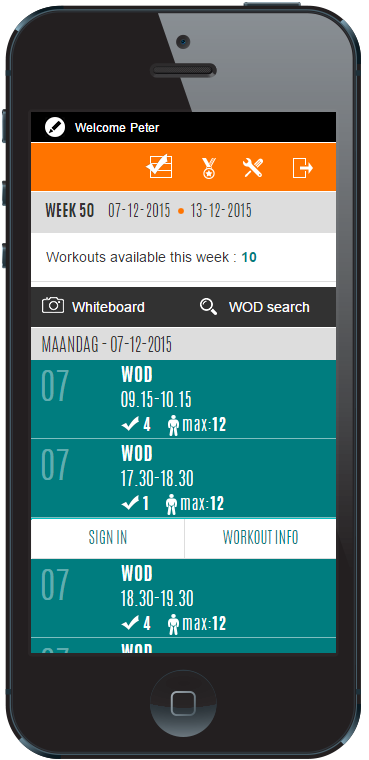 Welcome Peter
WEEK 50 07-12-2015 • 13-12-2015
Workouts available this week : 10
Whiteboard WOD search
MAANDAG - 07-12-2015
07 WOD
09.15-10.15
4 max:12
07 WOD
17.30-18.30
1 max:12
SIGN IN WORKOUT INFO
07 WOD
18.30-19.30
4 max:12
07 WOD